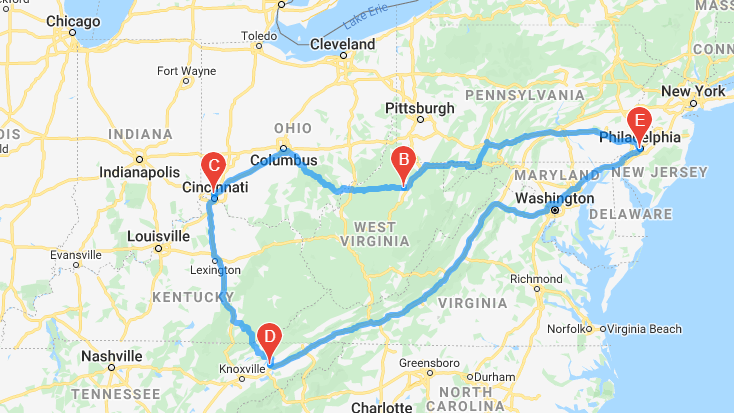 Chicago
Toledo
Lake Erie
Cleveland
MASS
CONN
Fort Wayne
New York
PENNSYLVANIA
Pittsburgh
E
Philadelphia
INDIANA
OHIO
Columbus
B
Indianapolis
C
Cincinnati
MARYLAND
NEW JERSEY
Washington
DELAWARE
WEST
VIRGINIA
Louisville
Evansville
Lexington
Richmond
KENTUCKY
VIRGINIA
Norfolk
Virginia Beach
D
Nashville
Knoxville
Greensboro
Durham
TENNESSEE
NORTH
CAROLINA
Charlotte